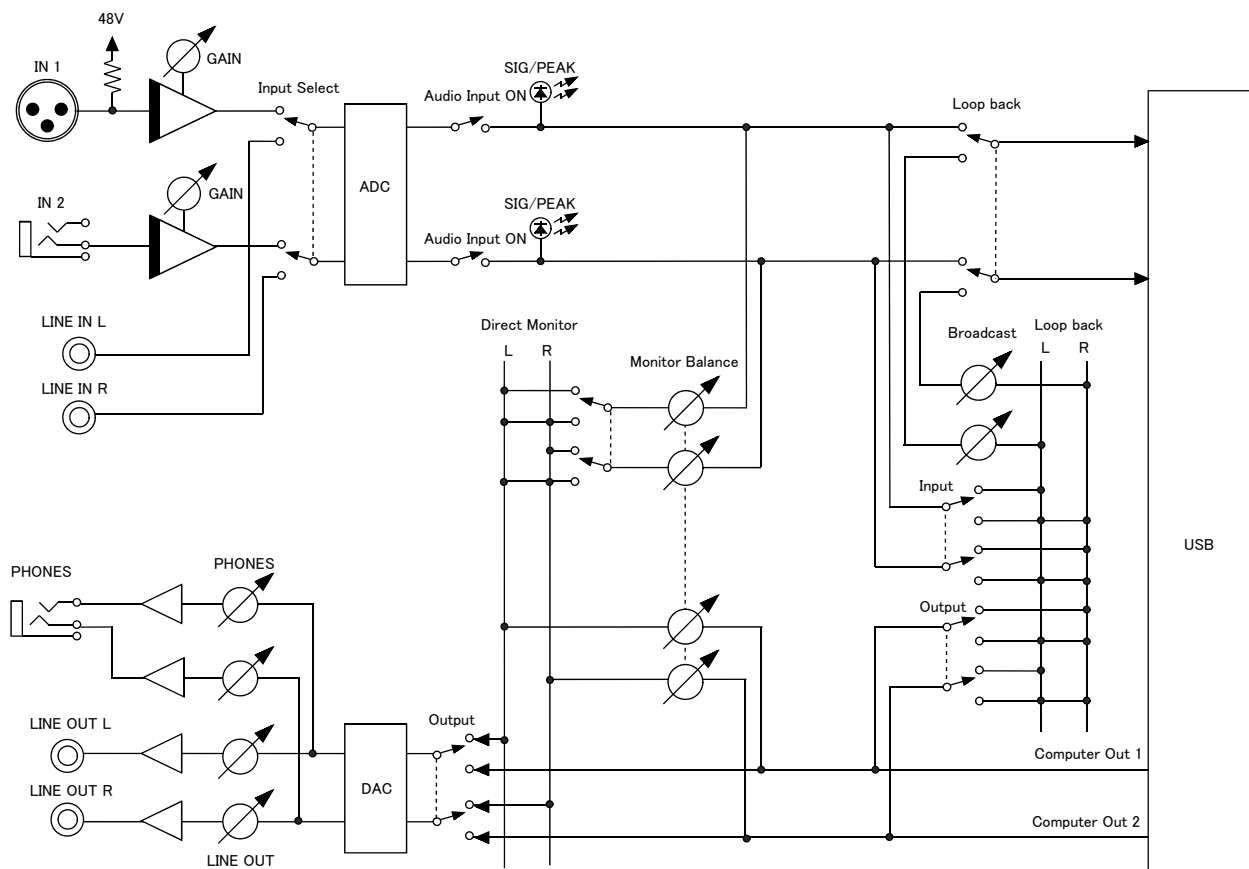 48V
IN 1
GAIN
Input Select
SIG/PEAK
Audio Input ON
Loop back
ADC
IN 2
GAIN
SIG/PEAK
Audio Input ON
LINE IN L
LINE IN R
Direct Monitor
L R
Monitor Balance
Broadcast
Loop back
L R
Input
USB
PHONES
PHONES
Output
LINE OUT L
LINE OUT R
LINE OUT
DAC
Output
Computer Out 1
Computer Out 2